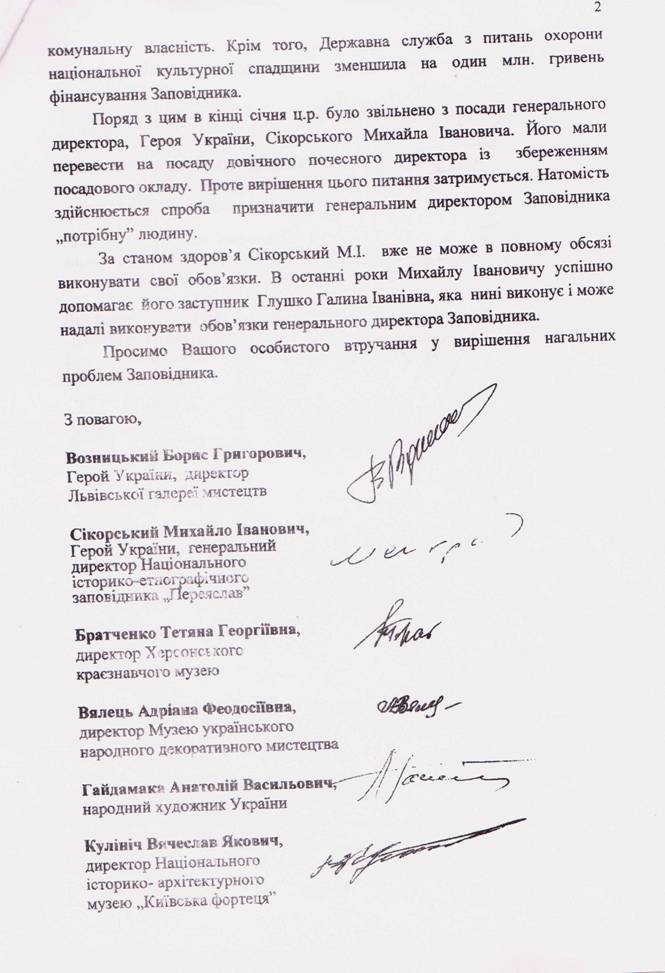 2
комунальну власність. Крім того, Державна служба з питань охорони
національної культурної спадщини зменшила на один млн. гривень
фінансування Заповідника.
Поряд з цим в кінці січня ц.р. було звільнено з посади генерального
директора, Героя України, Сікорського Михайла Івановича. Його мали
перевести на посаду довічного почесного директора із збереженням
посадового окладу. Проте вирішення цього питання затримується. Натомість
здійснюється спроба призначити генеральним директором Заповідника
„потрібну” людину.
За станом здоров’я Сікорський М.І. вже не може в повному обсязі
виконувати свої обов’язки. В останні роки Михайлу Івановичу успішно
допомагає його заступник Глушко Галина Іванівна, яка нині виконує і може
надалі виконувати обов’язки генерального директора Заповідника.
Просимо Вашого особистого втручання у вирішення нагальних
проблем Заповідника.
З повагою,
Возницький Борис Григорович,
Герой України, директор
Львівської галереї мистецтв
Сікорський Михайло Іванович,
Герой України, генеральний
директор Національного
історико-етнографічного
заповідника „Переяслав”
Братченко Тетяна Георгіївна,
директор Херсонського
краєзнавчого музею
Вялець Адріана Феодосіївна,
директор Музею українського
народного декоративного мистецтва
Гайдамака Анатолій Васильович,
народний художник України
Кулініч Вячеслав Якович,
директор Національного
історико- архітектурного
музею „Київська фортеця”